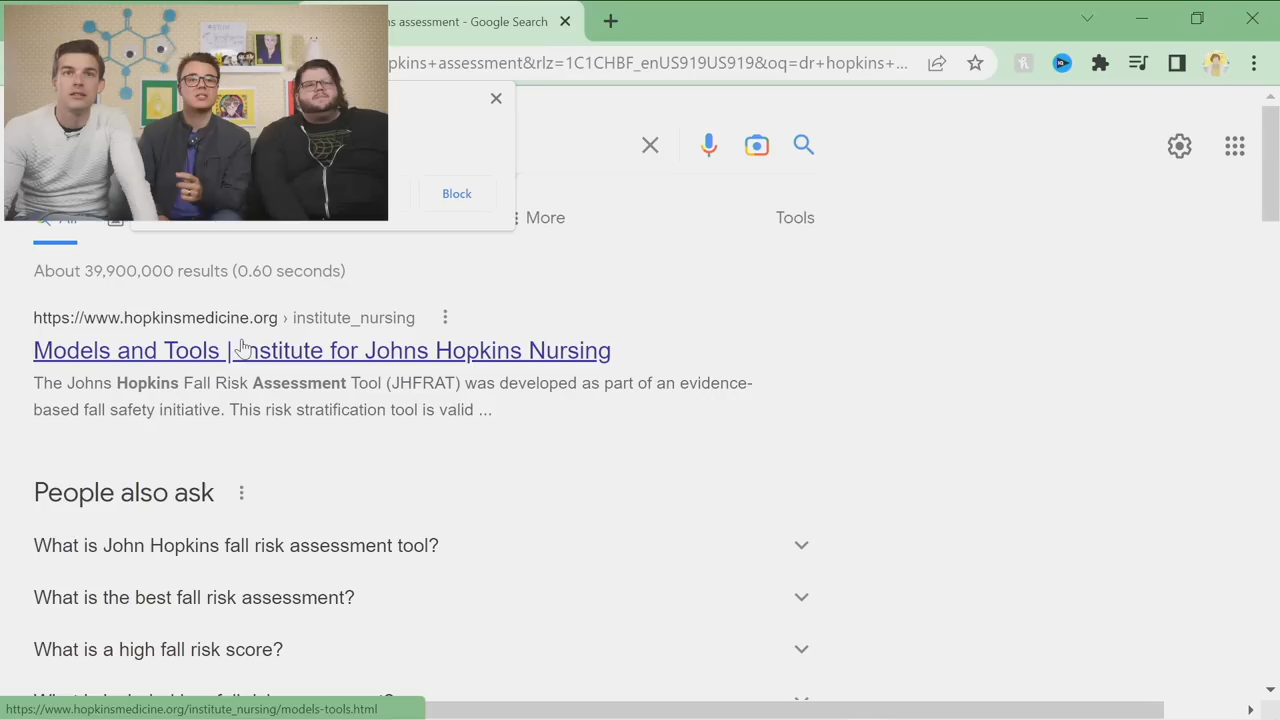 ns assessment - Google Search
pkins+assessment&rlz=1C1CHBF_enUS919US919&oq=dr+hopkins+...
Block
All
More
Tools
About 39,900,000 results (0.60 seconds)
https://www.hopkinsmedicine.org › institute_nursing
Models and Tools | Institute for Johns Hopkins Nursing
The Johns Hopkins Fall Risk Assessment Tool (JHFRAT) was developed as part of an evidence-
based fall safety initiative. This risk stratification tool is valid ...
People also ask
What is John Hopkins fall risk assessment tool?
What is the best fall risk assessment?
What is a high fall risk score?
https://www.hopkinsmedicine.org/institute_nursing/models-tools.html